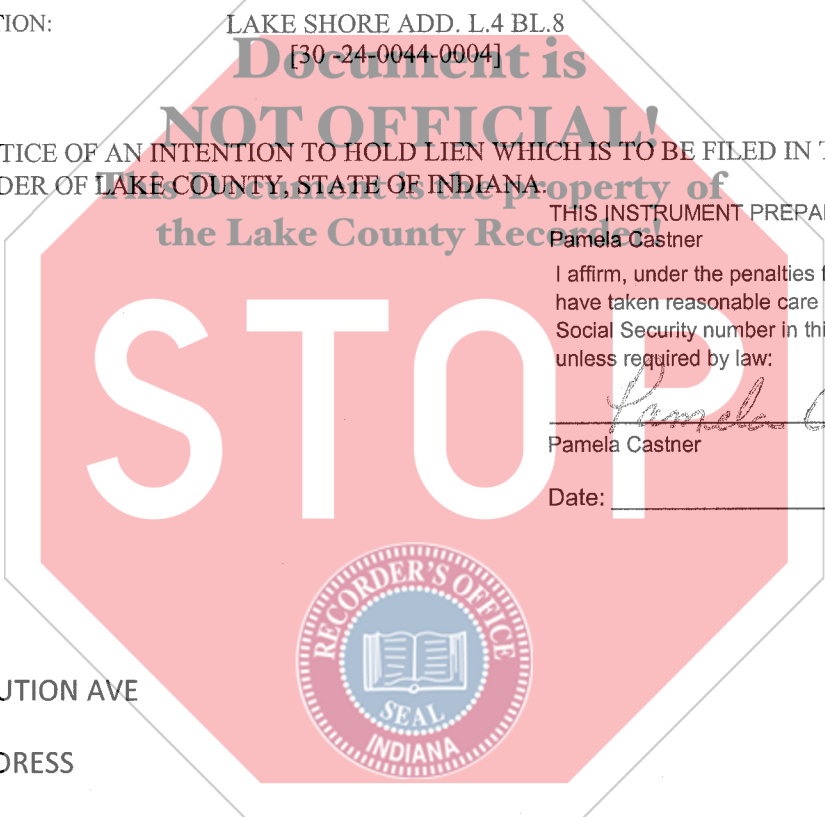 TION:
LAKE SHORE ADD. L.4 BL.8
[30 -24-0044-0004]
Document is
NOT OFFICIAL!
TICE OF AN INTENTION TO HOLD LIEN WHICH IS TO BE FILED IN T
DER OF LAKE COUNTY, STATE OF INDIANA.
This Document is the property of
the Lake County Recorder!
THIS INSTRUMENT PREPA
Pamela Castner
I affirm, under the penalties f
have taken reasonable care
Social Security number in thi
unless required by law:
Pamela C
Pamela Castner
Date:
STOP
RECORDER'S OFFICE
SEAL
INDIANA
UTION AVE
DRESS